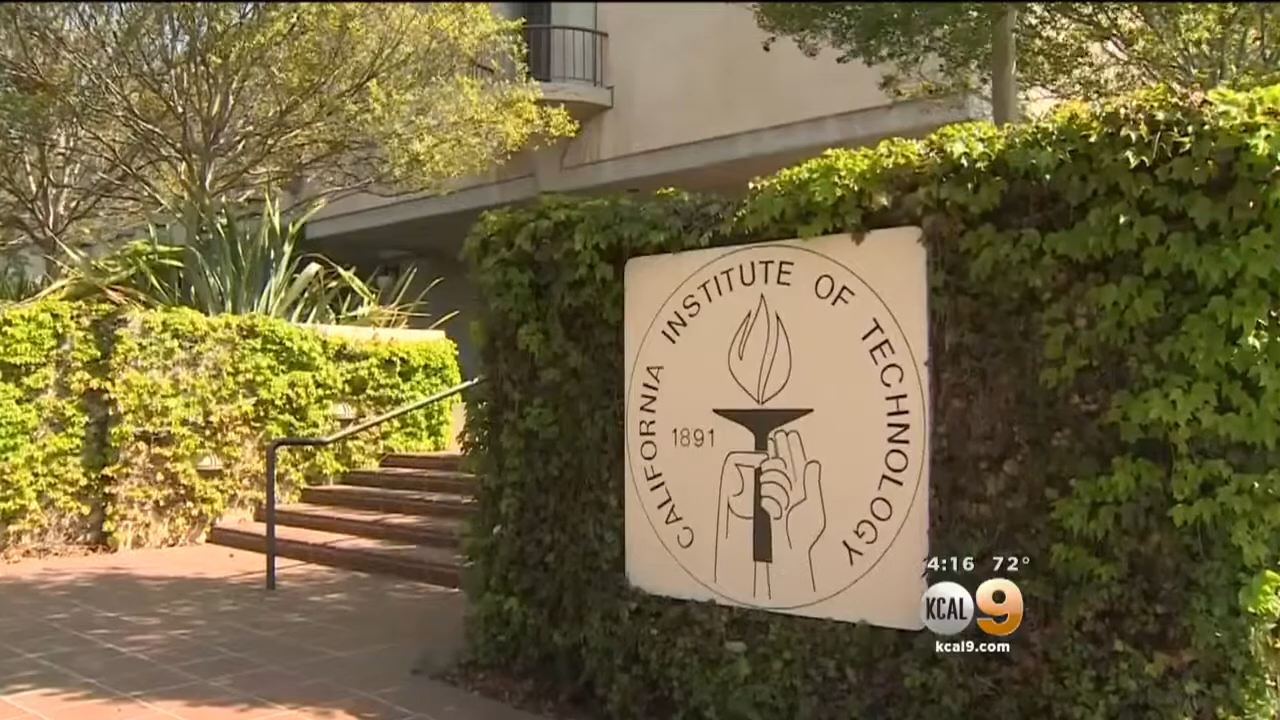 CALIFORNIA INSTITUTE OF TECHNOLOGY
1891
4:16 72°
KCAL 9
kcal9.com